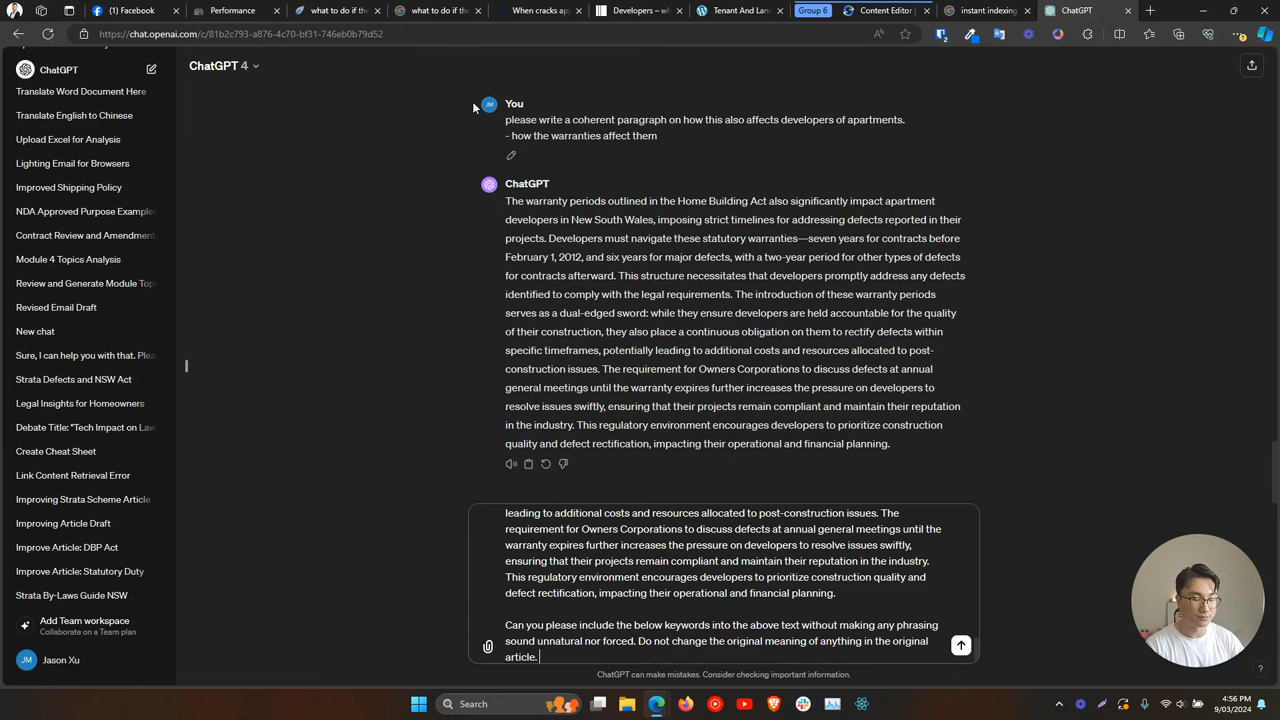 (1) Facebook
Performance
what to do if the
what to do if the
When cracks ap
Developers – wh
Tenant And Lan
Group 6
Content Editor
instant indexing
ChatGPT
https://chat.openai.com/c/81b2c793-a876-4c70-bf31-746eb0b79d52
ChatGPT
Translate Word Document Here
Translate English to Chinese
Upload Excel for Analysis
Lighting Email for Browsers
Improved Shipping Policy
NDA Approved Purpose Examples
Contract Review and Amendment
Module 4 Topics Analysis
Review and Generate Module Top
Revised Email Draft
New chat
Sure, I can help you with that. Plea
Strata Defects and NSW Act
Legal Insights for Homeowners
Debate Title: "Tech Impact on Law
Create Cheat Sheet
Link Content Retrieval Error
Improving Strata Scheme Article
Improving Article Draft
Improve Article: DBP Act
Improve Article: Statutory Duty
Strata By-Laws Guide NSW
Add Team workspace
Collaborate on a Team plan
JM
Jason Xu
ChatGPT 4
JM
You
please write a coherent paragraph on how this also affects developers of apartments.
- how the warranties affect them
ChatGPT
The warranty periods outlined in the Home Building Act also significantly impact apartment
developers in New South Wales, imposing strict timelines for addressing defects reported in their
projects. Developers must navigate these statutory warranties—seven years for contracts before
February 1, 2012, and six years for major defects, with a two-year period for other types of defects
for contracts afterward. This structure necessitates that developers promptly address any defects
identified to comply with the legal requirements. The introduction of these warranty periods
serves as a dual-edged sword: while they ensure developers are held accountable for the quality
of their construction, they also place a continuous obligation on them to rectify defects within
specific timeframes, potentially leading to additional costs and resources allocated to post-
construction issues. The requirement for Owners Corporations to discuss defects at annual
general meetings until the warranty expires further increases the pressure on developers to
resolve issues swiftly, ensuring that their projects remain compliant and maintain their reputation
in the industry. This regulatory environment encourages developers to prioritize construction
quality and defect rectification, impacting their operational and financial planning.
leading to additional costs and resources allocated to post-construction issues. The
requirement for Owners Corporations to discuss defects at annual general meetings until the
warranty expires further increases the pressure on developers to resolve issues swiftly,
ensuring that their projects remain compliant and maintain their reputation in the industry.
This regulatory environment encourages developers to prioritize construction quality and
defect rectification, impacting their operational and financial planning.
Can you please include the below keywords into the above text without making any phrasing
sound unnatural nor forced. Do not change the original meaning of anything in the original
article.
ChatGPT can make mistakes. Consider checking important information.
?
Search
4:56 PM
9/03/2024